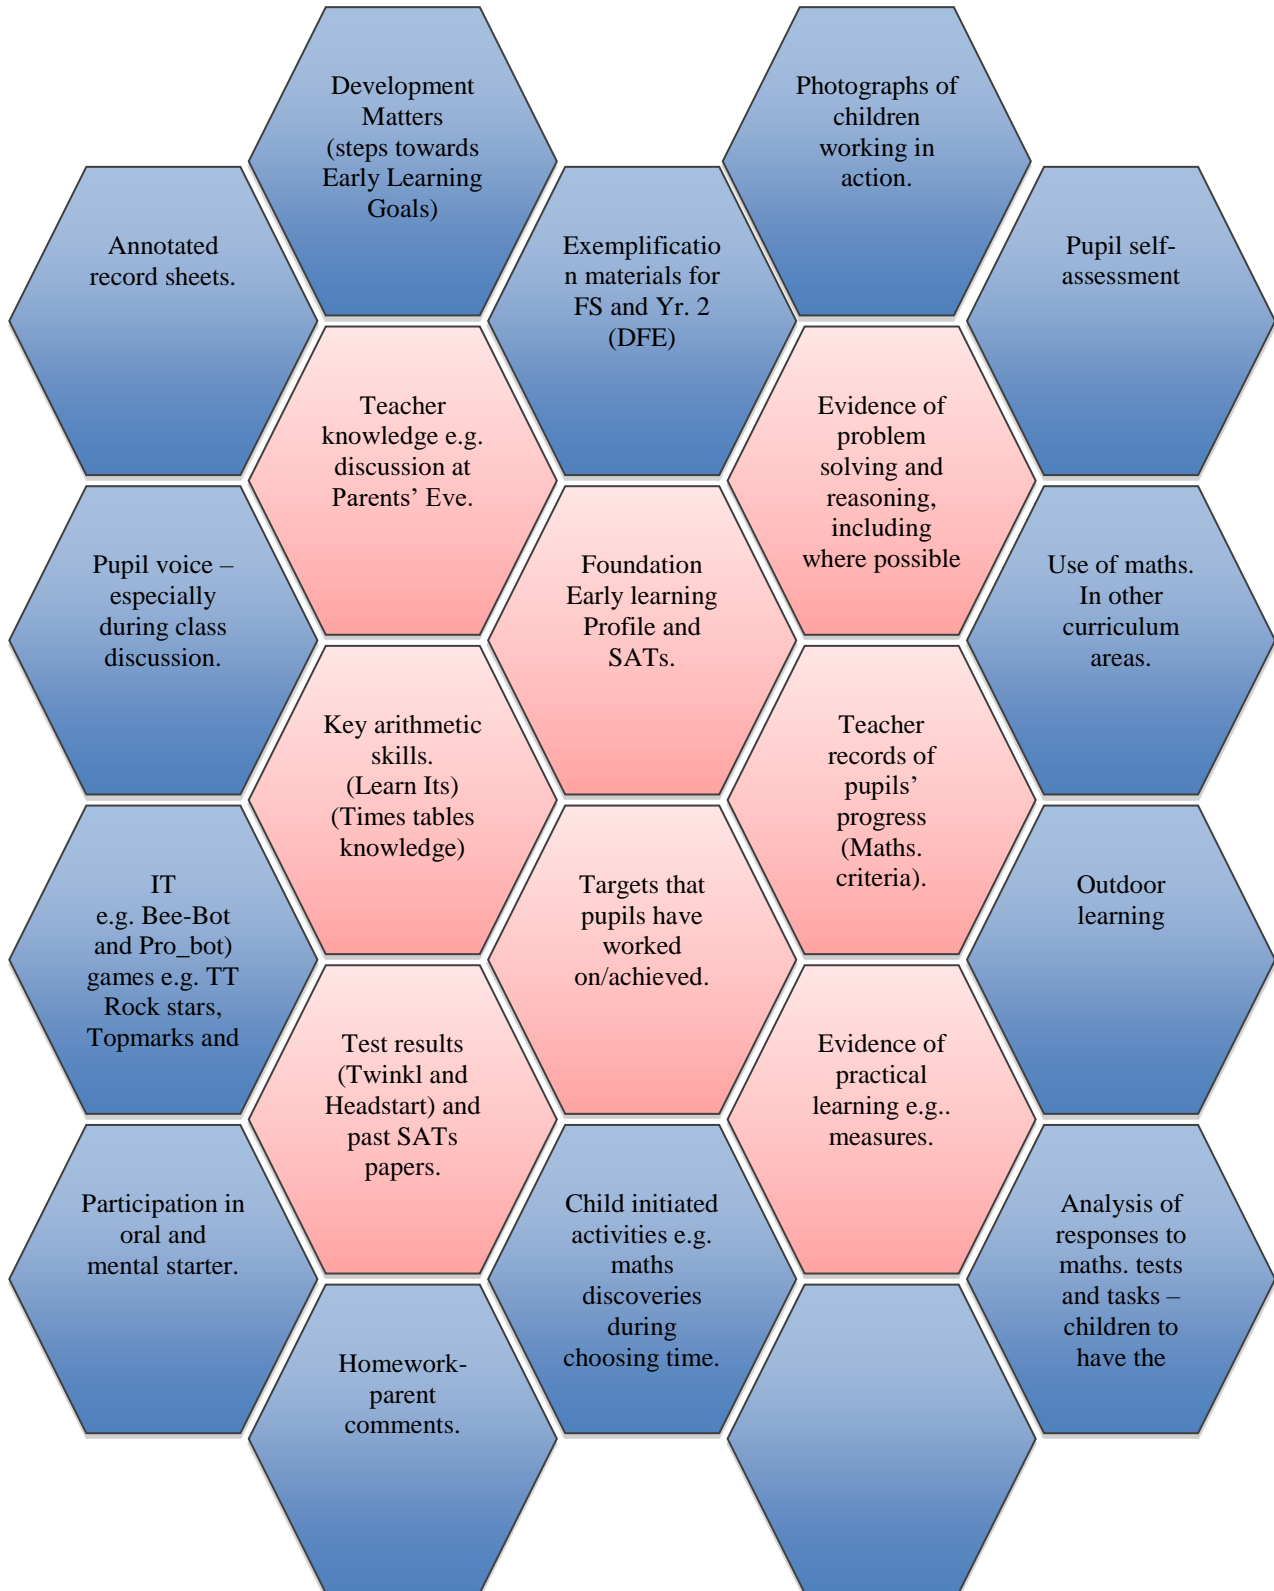 Development
Matters
(steps towards
Early Learning
Goals)
Photographs of
children
working in
action.
Annotated
record sheets.
Exemplificatio
n materials for
FS and Yr. 2
(DFE)
Pupil self-
assessment
Teacher
knowledge e.g.
discussion at
Parents’ Eve.
Evidence of
problem
solving and
reasoning,
including
where possible
Pupil voice –
especially
during class
discussion.
Foundation
Early learning
Profile and
SATs.
Use of maths.
In other
curriculum
areas.
Key arithmetic
skills.
(Learn Its)
(Times tables
knowledge)
Teacher
records of
pupils’
progress
(Maths.
criteria).
IT
e.g. Bee-Bot
and Pro_bot)
games e.g. TT
Rock stars,
Topmarks and
Targets that
pupils have
worked
on/achieved.
Outdoor
learning
Test results
(Twinkl and
Headstart) and
past SATs
papers.
Evidence of
practical
learning e.g..
measures.
Participation in
oral and
mental starter.
Child initiated
activities e.g.
maths
discoveries
during
choosing time.
Analysis of
responses to
maths. tests
and tasks –
children to
have the
Homework-
parent
comments.